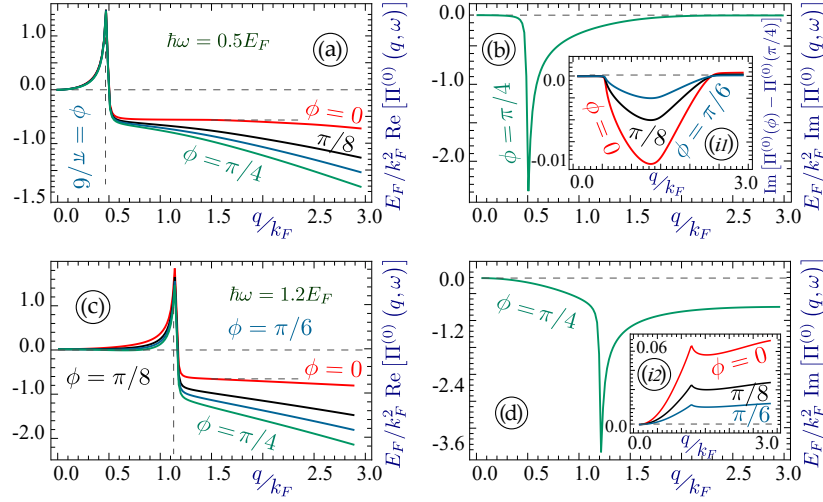 1.0
0.0
-1.0
-1.5
0.0
0.5
1.0
1.5
2.0
2.5
3.0
q/k_F
ħω = 0.5E_F
(a)
ϕ = π/6
ϕ = 0
π/8
ϕ = π/4
E_F/k_F^2 Re [Π^(0) (q, ω)]
-0.0
-1.0
-2.0
0.0
0.5
1.0
1.5
2.0
2.5
3.0
q/k_F
(b)
ϕ = π/4
0.0
-0.01
0.0
3.0
q/k_F
ϕ = 0
π/8
ϕ = π/6
(i1)
Im [Π^(0)(ϕ) − Π^(0)(π/4)]
E_F/k_F^2 Im [Π^(0) (q, ω)]
1.0
0.0
-1.0
-2.0
0.0
0.5
1.0
1.5
2.0
2.5
3.0
q/k_F
(c)
ħω = 1.2E_F
ϕ = π/6
ϕ = π/8
ϕ = 0
ϕ = π/4
E_F/k_F^2 Re [Π^(0) (q, ω)]
0.0
-1.2
-2.4
-3.6
0.0
0.5
1.0
1.5
2.0
2.5
3.0
q/k_F
(d)
ϕ = π/4
0.06
0.0
0.0
3.0
q/k_F
ϕ = 0
(i2)
π/8
π/6
E_F/k_F^2 Im [Π^(0) (q, ω)]